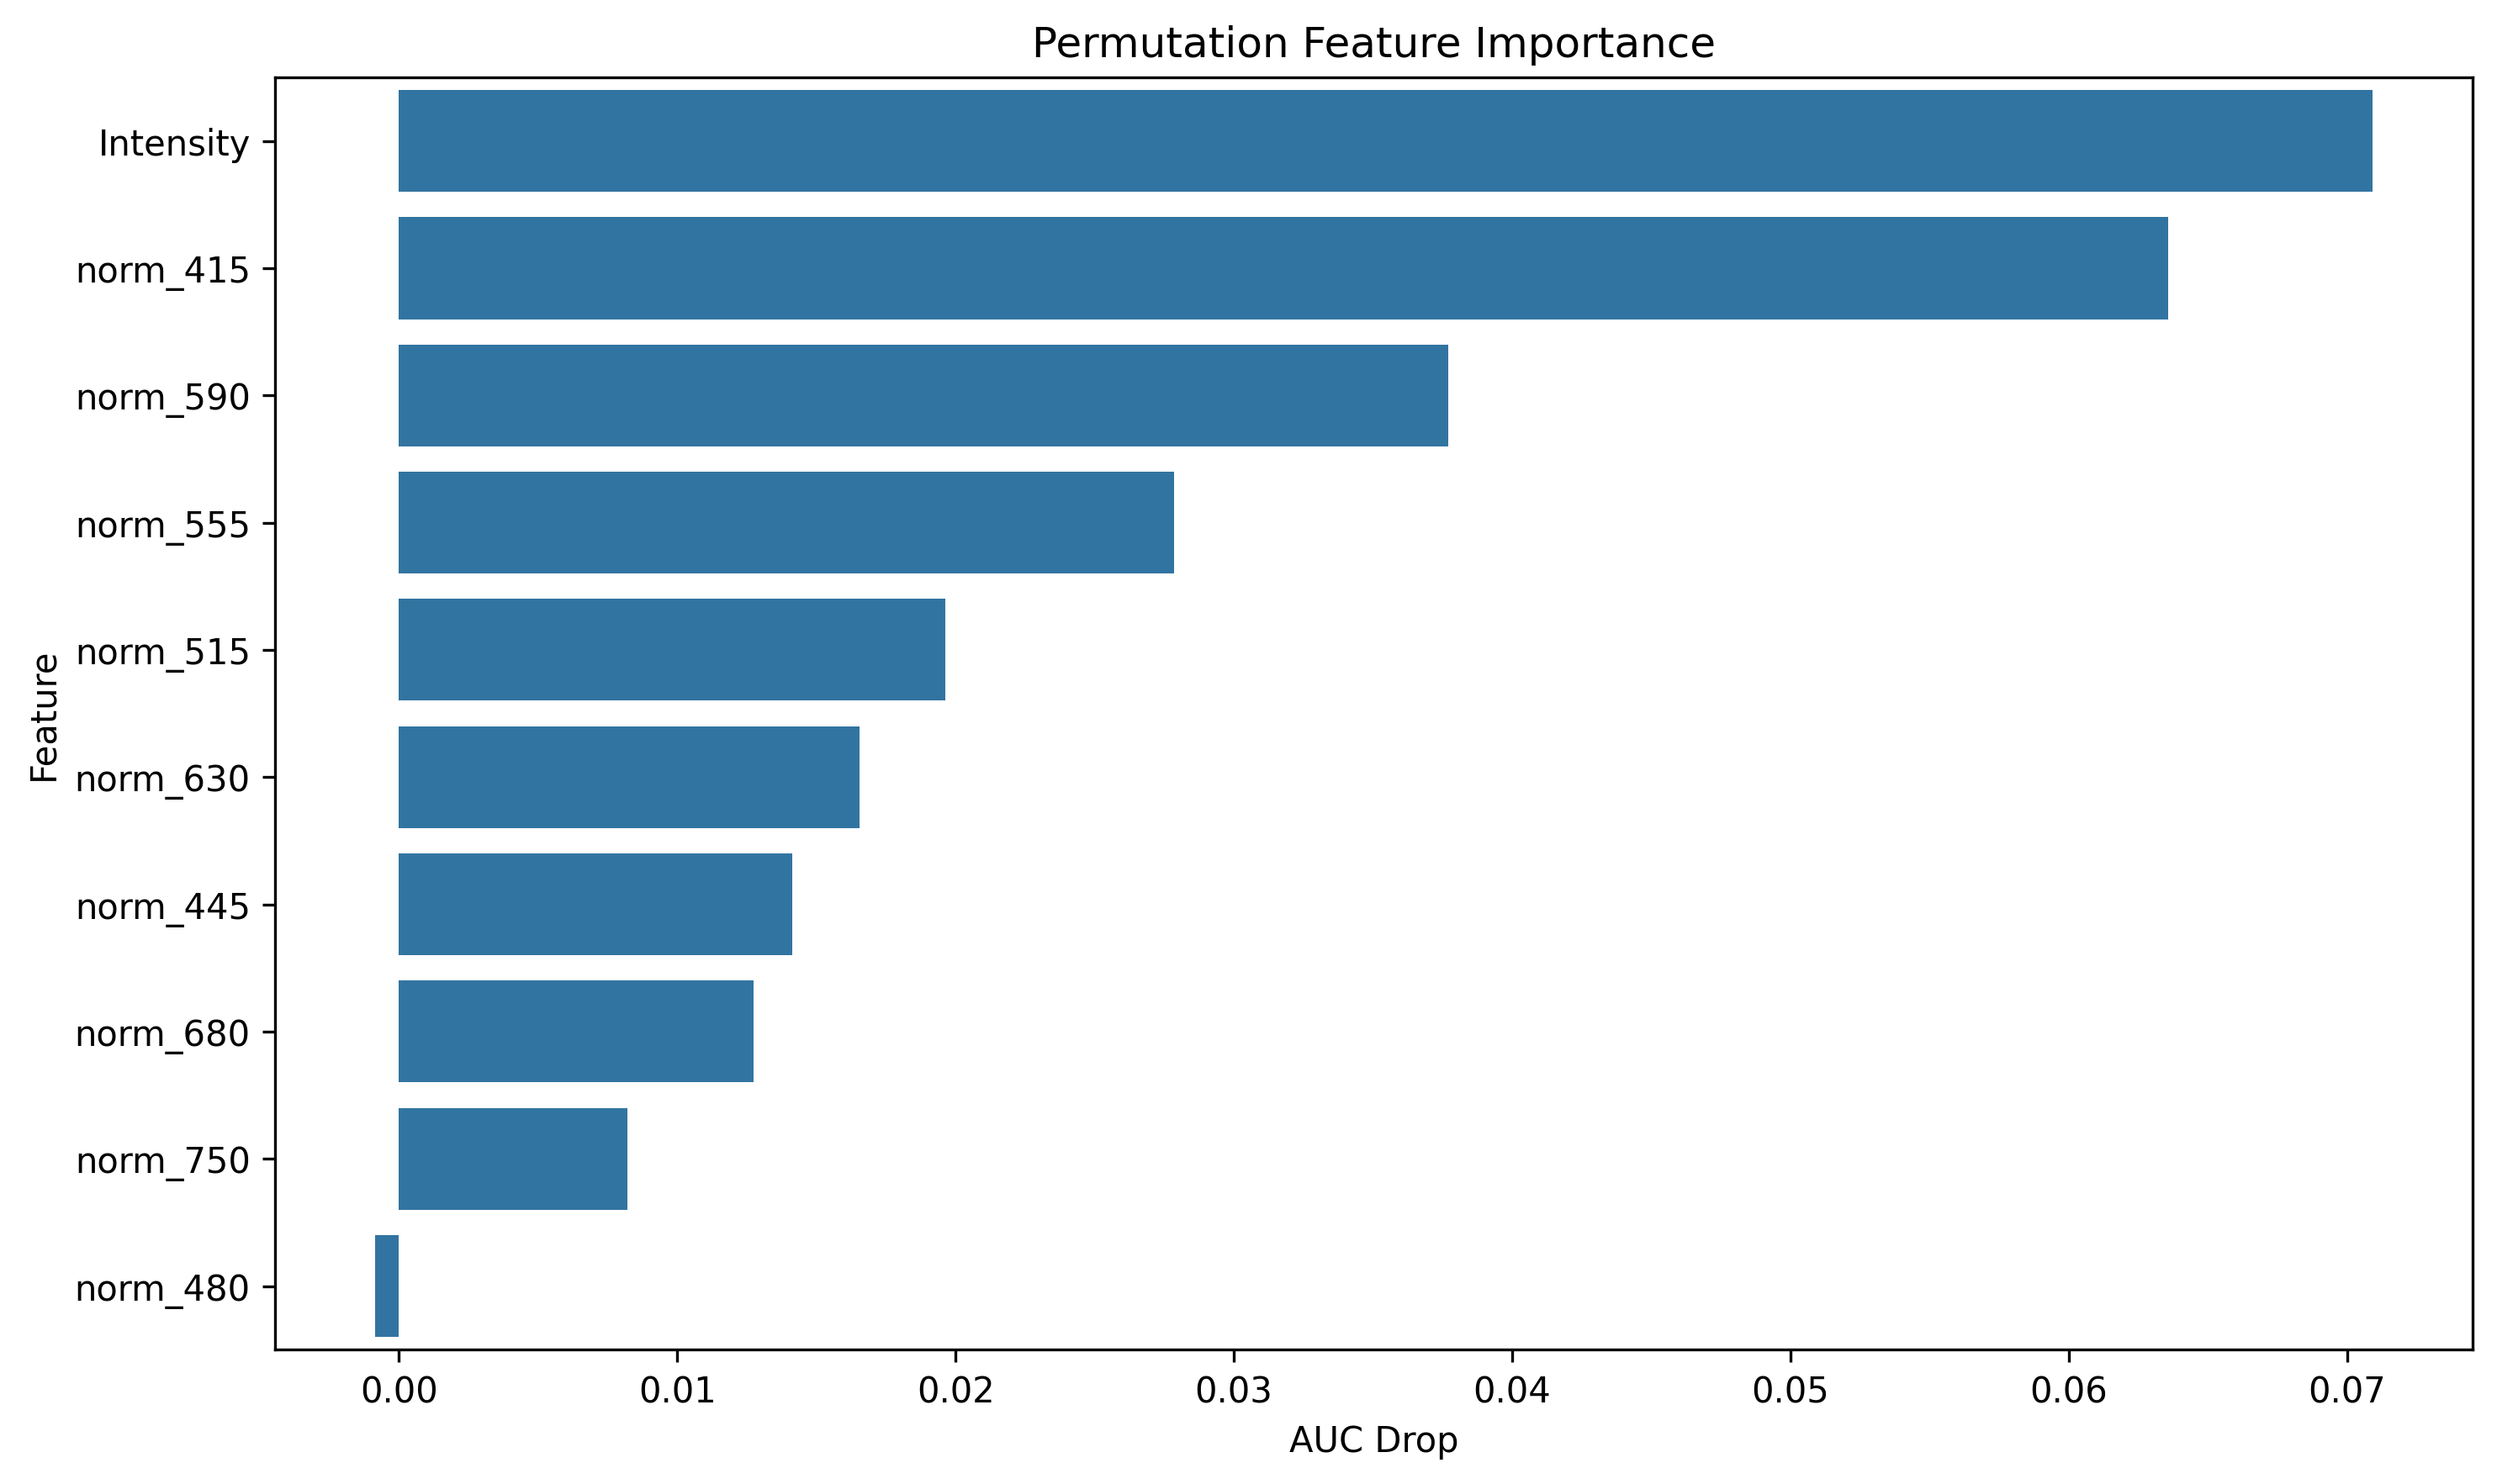 Permutation Feature Importance
Feature
Intensity
norm_415
norm_590
norm_555
norm_515
norm_630
norm_445
norm_680
norm_750
norm_480
0.00 0.01 0.02 0.03 0.04 0.05 0.06 0.07
AUC Drop